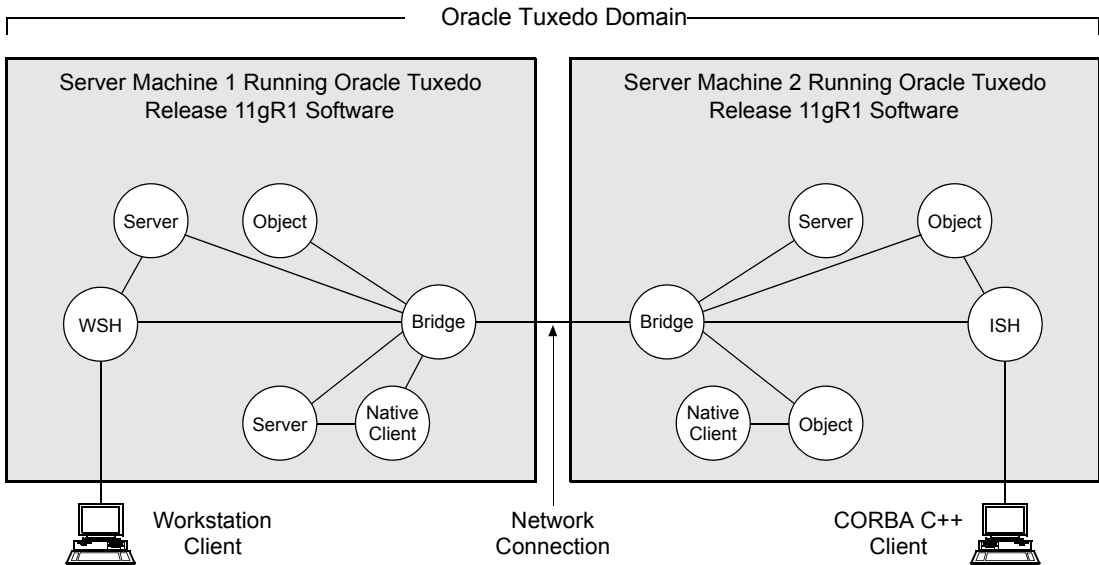 Oracle Tuxedo Domain
Server Machine 1 Running Oracle Tuxedo
Release 11gR1 Software
Server Machine 2 Running Oracle Tuxedo
Release 11gR1 Software
Server
Object
Server
Object
WSH
Bridge
Bridge
ISH
Server
Native
Client
Native
Client
Object
Workstation
Client
Network
Connection
CORBA C++
Client